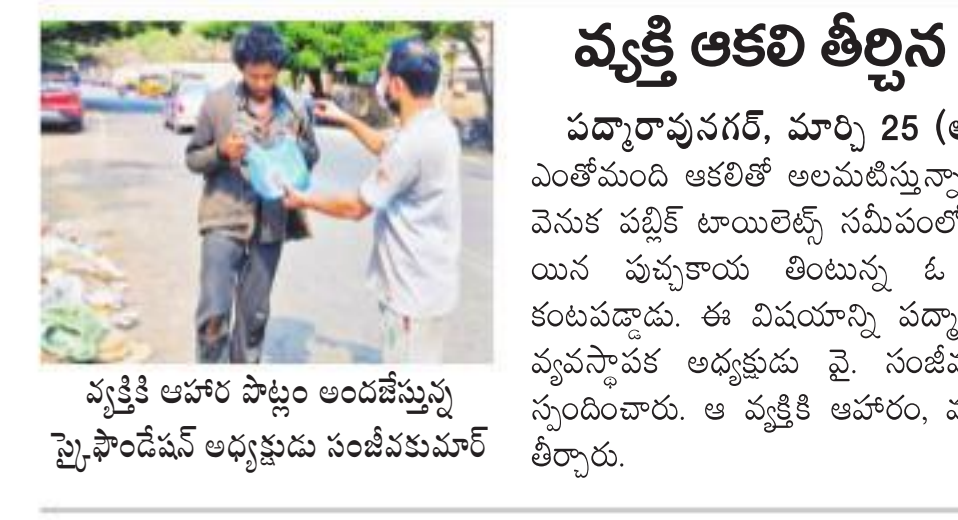 వ్యక్తి ఆకలి తీర్చిన
పద్మారావునగర్, మార్చి 25
ఎంతోమంది ఆకలితో అలమటిస్తున్నా
వెనుక పబ్లిక్ టాయిలెట్స్ సమీపంలో
యిన పుచ్చకాయ తింటున్న ఓ
కంటపడ్డాడు. ఈ విషయాన్ని పద్మా
వ్యవస్థాపక అధ్యక్షుడు వై. సంజీవ
స్పందించారు. ఆ వ్యక్తికి ఆహారం,
తీర్చారు.
వ్యక్తికి ఆహార పొట్లం అందజేస్తున్న
స్కైఫౌండేషన్ అధ్యక్షుడు సంజీవకుమార్